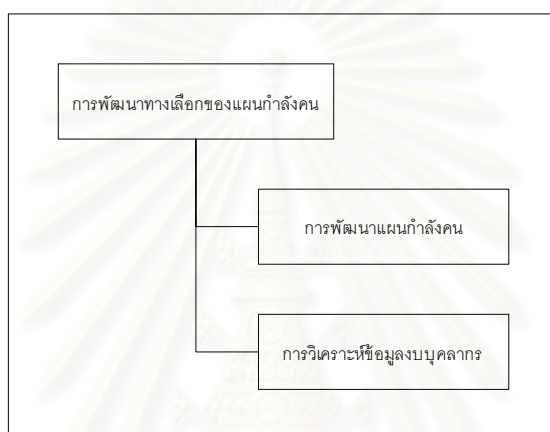 การพัฒนาทางเลือกของแผนกำลังคน
การพัฒนาแผนกำลังคน
การวิเคราะห์ข้อมูลงบบุคลากร